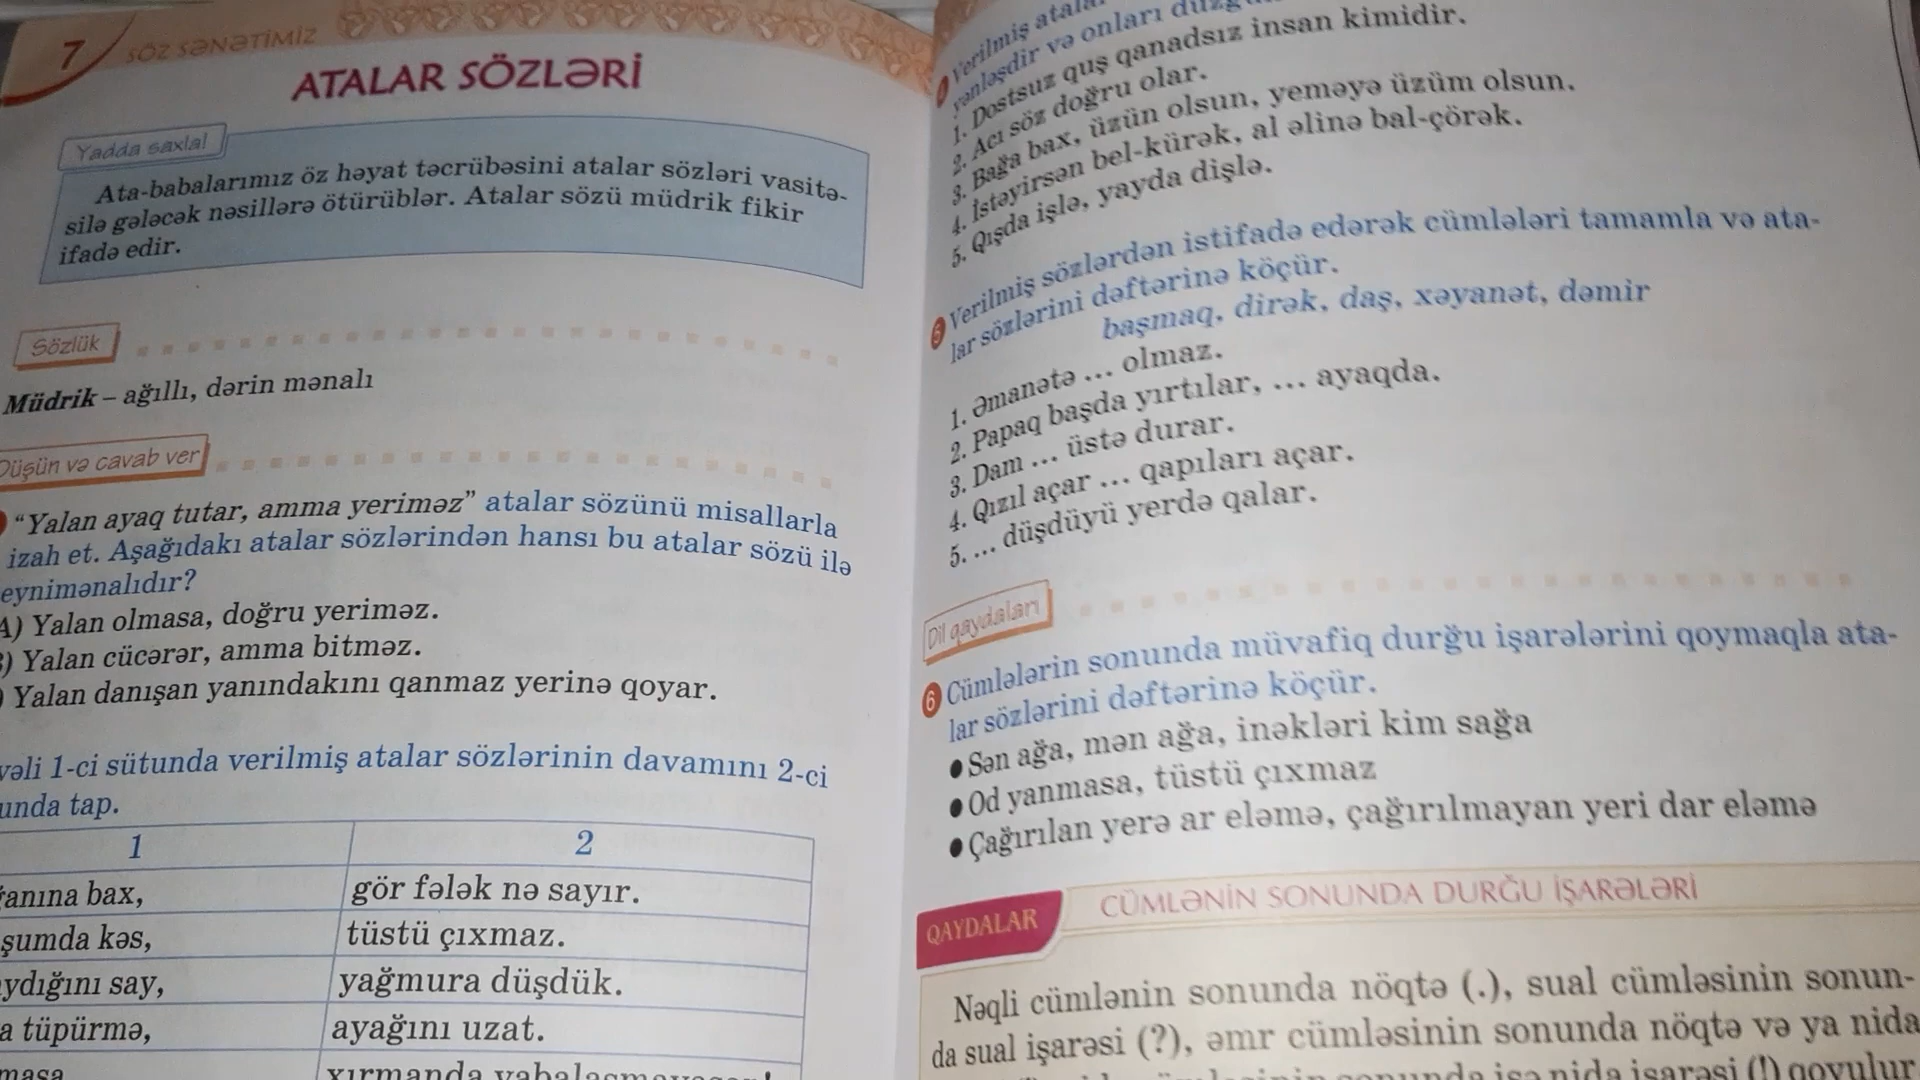 7 SÖZ SƏNƏTİMİZ
ATALAR SÖZLƏRİ
Yadda saxla!
Ata-babalarımız öz həyat təcrübəsini atalar sözləri vasitə-
silə gələcək nəsillərə ötürüblər. Atalar sözü müdrik fikir
ifadə edir.
Sözlük
Müdrik – ağıllı, dərin mənalı
Düşün və cavab ver
“Yalan ayaq tutar, amma yeriməz” atalar sözünü misallarla
izah et. Aşağıdakı atalar sözlərindən hansı bu atalar sözü ilə
eynimənalıdır?
A) Yalan olmasa, doğru yeriməz.
) Yalan cücərər, amma bitməz.
) Yalan danışan yanındakını qanmaz yerinə qoyar.
1-ci sütunda verilmiş atalar sözlərinin davamını 2-ci
tap.
1 2
bax, gör fələk nə sayır.
kəs, tüstü çıxmaz.
say, yağmura düşdük.
tüpürmə, ayağını uzat.
Verilmiş
və onları
1. Dostsuz quş qanadsız insan kimidir.
2. Acı söz doğru olar.
3. Bağa bax, üzün olsun, yeməyə üzüm olsun.
4. İstəyirsən bel-kürək, al əlinə bal-çörək.
5. Qışda işlə, yayda dişlə.
5 Verilmiş sözlərdən istifadə edərək cümlələri tamamla və ata-
lar sözlərini dəftərinə köçür.
başmaq, dirək, daş, xəyanət, dəmir
1. Əmanətə ... olmaz.
2. Papaq başda yırtılar, ... ayaqda.
3. Dam ... üstə durar.
4. Qızıl açar ... qapıları açar.
5. ... düşdüyü yerdə qalar.
Dil qaydaları
6 Cümlələrin sonunda müvafiq durğu işarələrini qoymaqla ata-
lar sözlərini dəftərinə köçür.
● Sən ağa, mən ağa, inəkləri kim sağa
● Od yanmasa, tüstü çıxmaz
● Çağırılan yerə ar eləmə, çağırılmayan yeri dar eləmə
QAYDALAR CÜMLƏNİN SONUNDA DURĞU İŞARƏLƏRİ
Nəqli cümlənin sonunda nöqtə (.), sual cümləsinin sonun-
da sual işarəsi (?), əmr cümləsinin sonunda nöqtə və ya nida
sonunda isə nida işarəsi (!) qoyulur